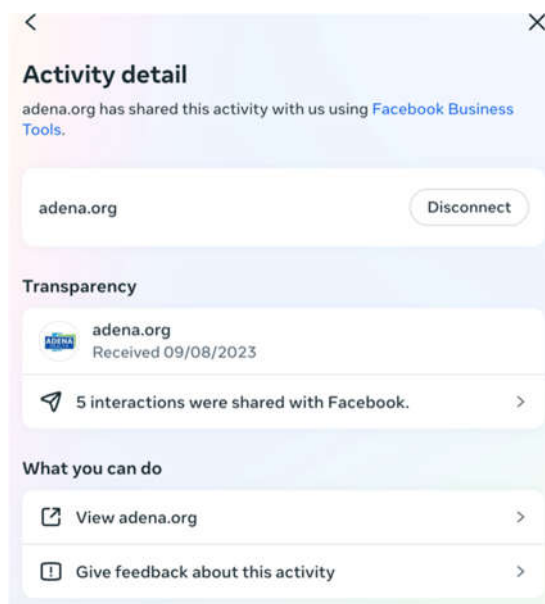 Activity detail
adena.org has shared this activity with us using Facebook Business
Tools.
adena.org
Disconnect
Transparency
ADENA
adena.org
Received 09/08/2023
5 interactions were shared with Facebook.
What you can do
View adena.org
Give feedback about this activity